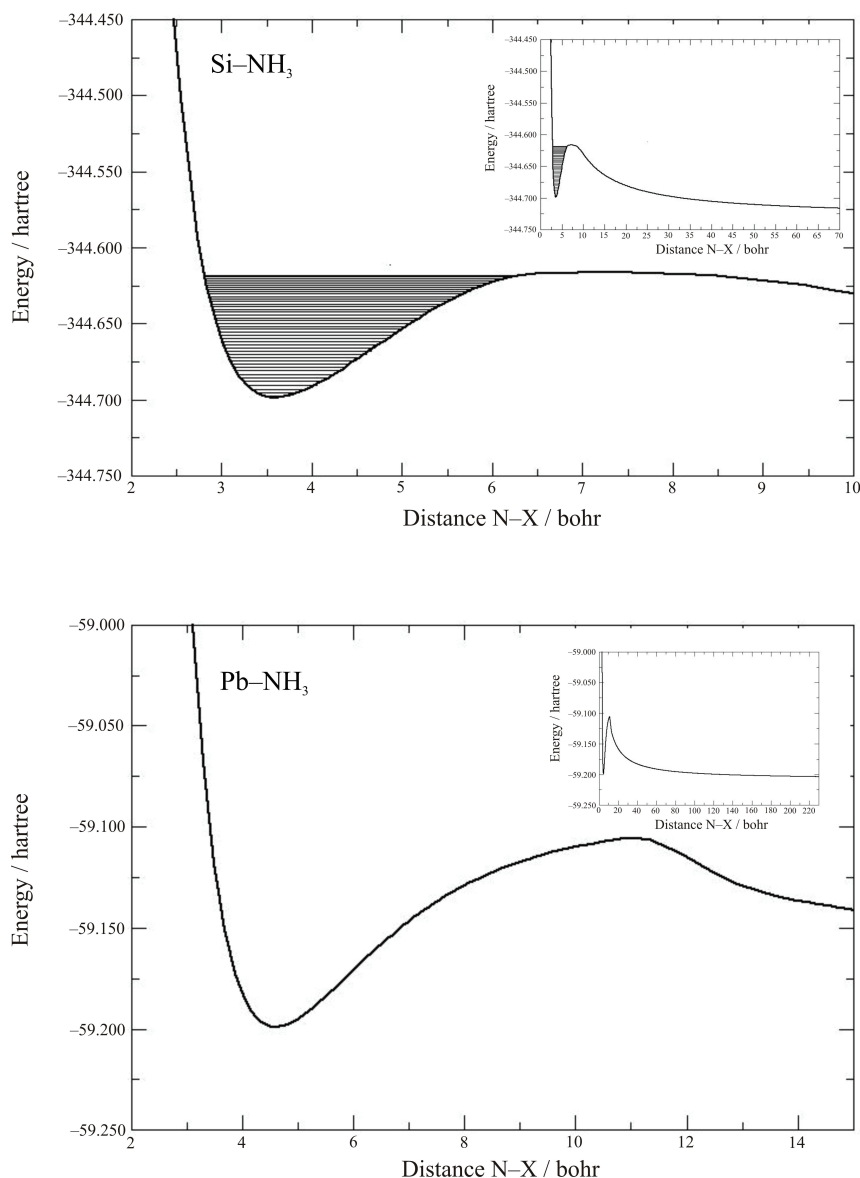 Si–NH₃
Energy / hartree
–344.450
–344.500
–344.550
–344.600
–344.650
–344.700
–344.750
2 3 4 5 6 7 8 9 10
Distance N–X / bohr
Energy / hartree
–344.450
–344.500
–344.550
–344.600
–344.650
–344.700
–344.750
0 5 10 15 20 25 30 35 40 45 50 55 60 65 70
Distance N–X / bohr
Pb–NH₃
Energy / hartree
–59.000
–59.050
–59.100
–59.150
–59.200
–59.250
2 4 6 8 10 12 14
Distance N–X / bohr
Energy / hartree
–59.000
–59.050
–59.100
–59.150
–59.200
–59.250
0 20 40 60 80 100 120 140 160 180 200 220
Distance N–X / bohr